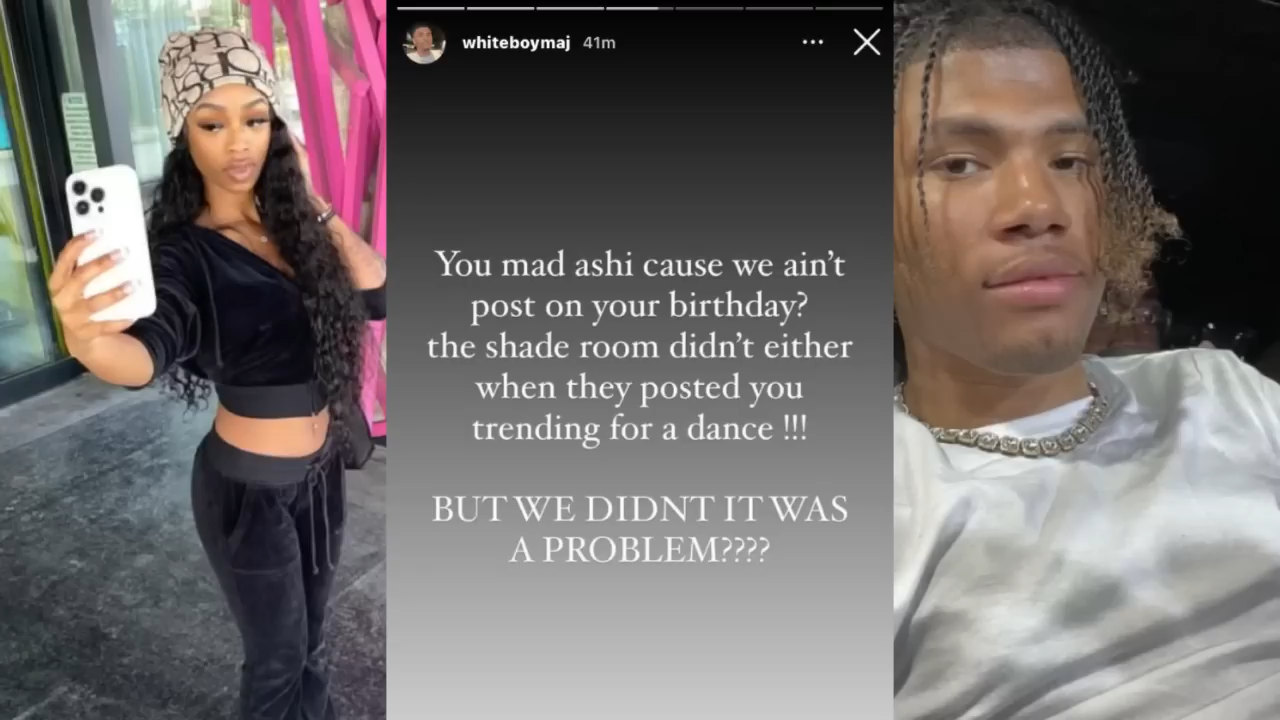 whiteboymaj 41m
You mad ashi cause we ain’t
post on your birthday?
the shade room didn’t either
when they posted you
trending for a dance !!!
BUT WE DIDNT IT WAS
A PROBLEM????